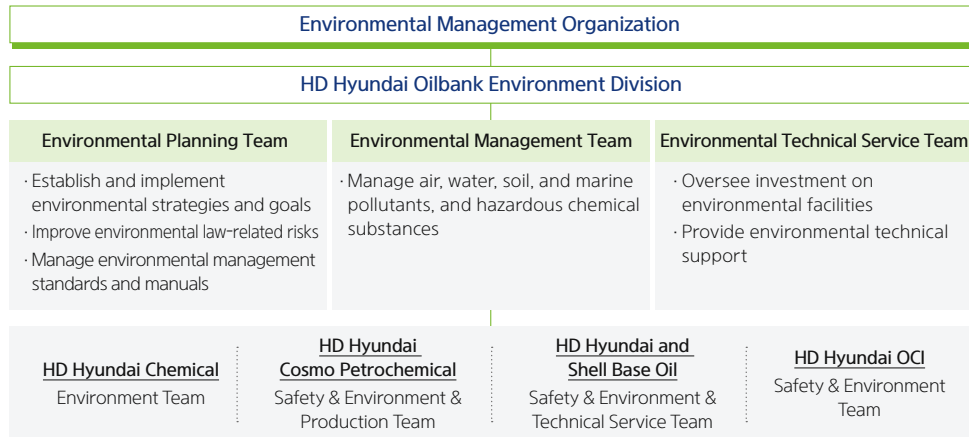 Environmental Management Organization
HD Hyundai Oilbank Environment Division
Environmental Planning Team
· Establish and implement
environmental strategies and goals
· Improve environmental law-related risks
· Manage environmental management
standards and manuals
Environmental Management Team
· Manage air, water, soil, and marine
pollutants, and hazardous chemical
substances
Environmental Technical Service Team
· Oversee investment on
environmental facilities
· Provide environmental technical
support
HD Hyundai Chemical
Environment Team
HD Hyundai
Cosmo Petrochemical
Safety & Environment &
Production Team
HD Hyundai and
Shell Base Oil
Safety & Environment &
Technical Service Team
HD Hyundai OCI
Safety & Environment
Team